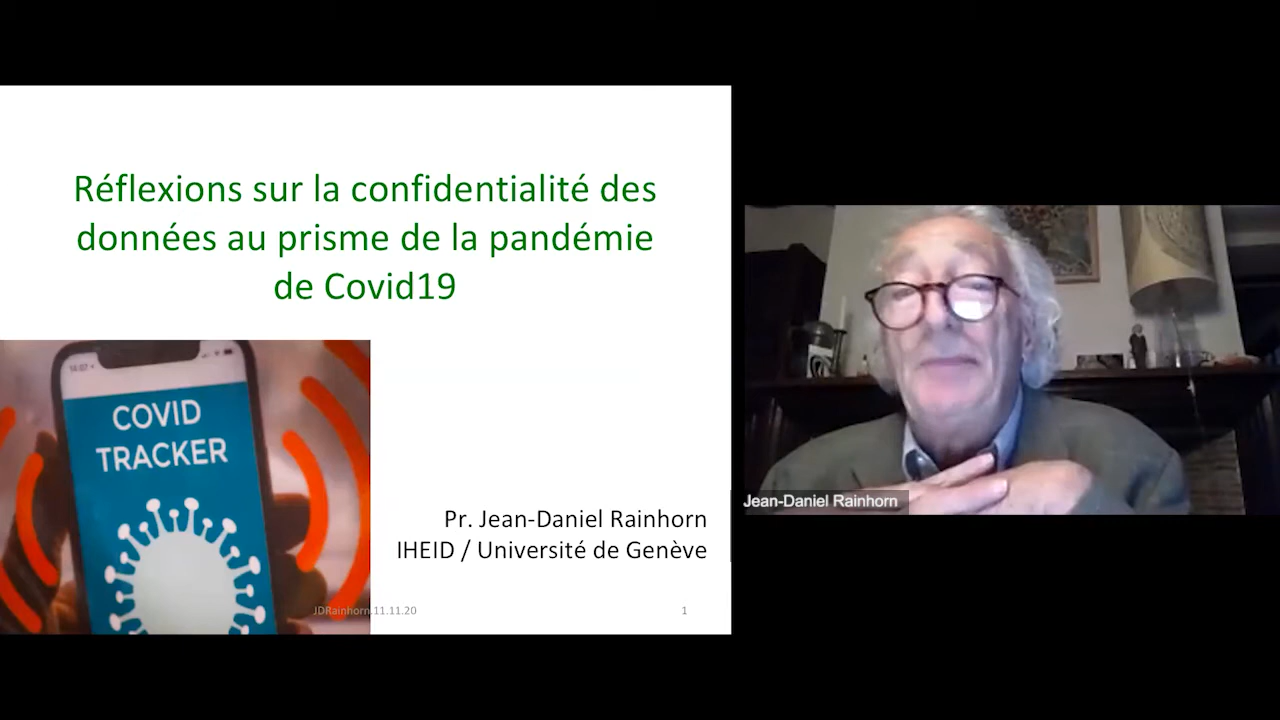 Réflexions sur la confidentialité des
données au prisme de la pandémie
de Covid19
COVID
TRACKER
Pr. Jean-Daniel Rainhorn
IHEID / Université de Genève
JDRainhorn 11.11.20
1
Jean-Daniel Rainhorn